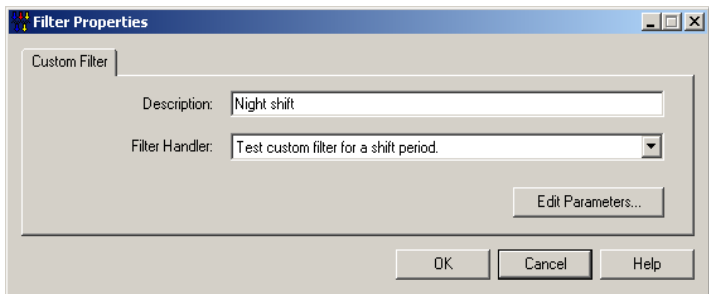 Filter Properties
Custom Filter
Description: Night shift
Filter Handler: Test custom filter for a shift period.
Edit Parameters...
OK Cancel Help